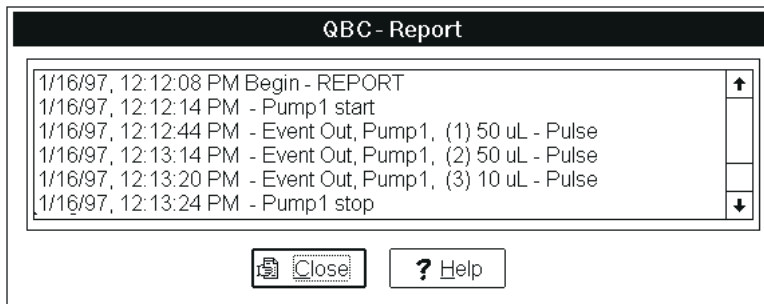 QBC - Report
1/16/97, 12:12:08 PM Begin - REPORT
1/16/97, 12:12:14 PM - Pump1 start
1/16/97, 12:12:44 PM - Event Out, Pump1, (1) 50 uL - Pulse
1/16/97, 12:13:14 PM - Event Out, Pump1, (2) 50 uL - Pulse
1/16/97, 12:13:20 PM - Event Out, Pump1, (3) 10 uL - Pulse
1/16/97, 12:13:24 PM - Pump1 stop
Close ? Help